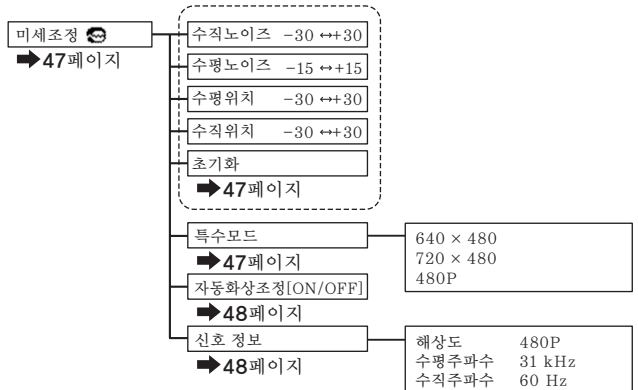 미세조정
➡47페이지
수직노이즈 -30 ↔+30
수평노이즈 -15 ↔+15
수평위치 -30 ↔+30
수직위치 -30 ↔+30
초기화
➡47페이지
특수모드
➡47페이지
640 × 480
720 × 480
480P
자동화상조정[ON/OFF]
➡48페이지
신호 정보
➡48페이지
해상도 480P
수평주파수 31 kHz
수직주파수 60 Hz